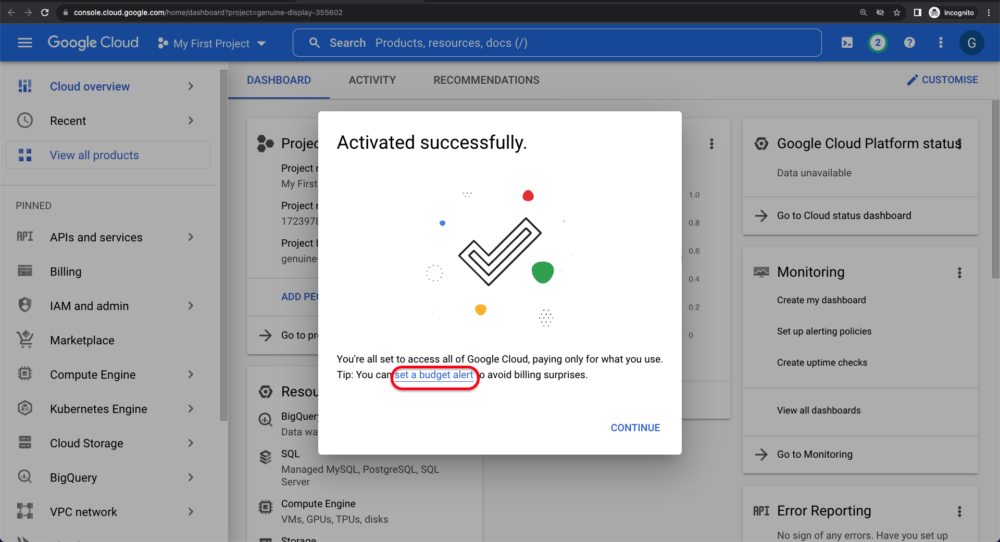 console.cloud.google.com/home/dashboard?project=genuine-display-355602
Incognito
Google Cloud
My First Project
Search Products, resources, docs (/)
2
G
Cloud overview
Recent
View all products
PINNED
API APIs and services
Billing
IAM and admin
Marketplace
Compute Engine
Kubernetes Engine
Cloud Storage
BigQuery
VPC network
DASHBOARD
ACTIVITY
RECOMMENDATIONS
CUSTOMISE
Projec
Project n
My First
Project n
1723978
Project I
genuine-
ADD PEO
Go to pro
Resou
BigQuery
Data wa
SQL
Managed MySQL, PostgreSQL, SQL
Server
Compute Engine
VMs, GPUs, TPUs, disks
Storage
Activated successfully.
You're all set to access all of Google Cloud, paying only for what you use.
Tip: You can set a budget alert to avoid billing surprises.
CONTINUE
1.0
0.8
0.6
0.4
0.2
0
Google Cloud Platform status
Data unavailable
Go to Cloud status dashboard
Monitoring
Create my dashboard
Set up alerting policies
Create uptime checks
View all dashboards
Go to Monitoring
API Error Reporting
No sign of any errors. Have you set up